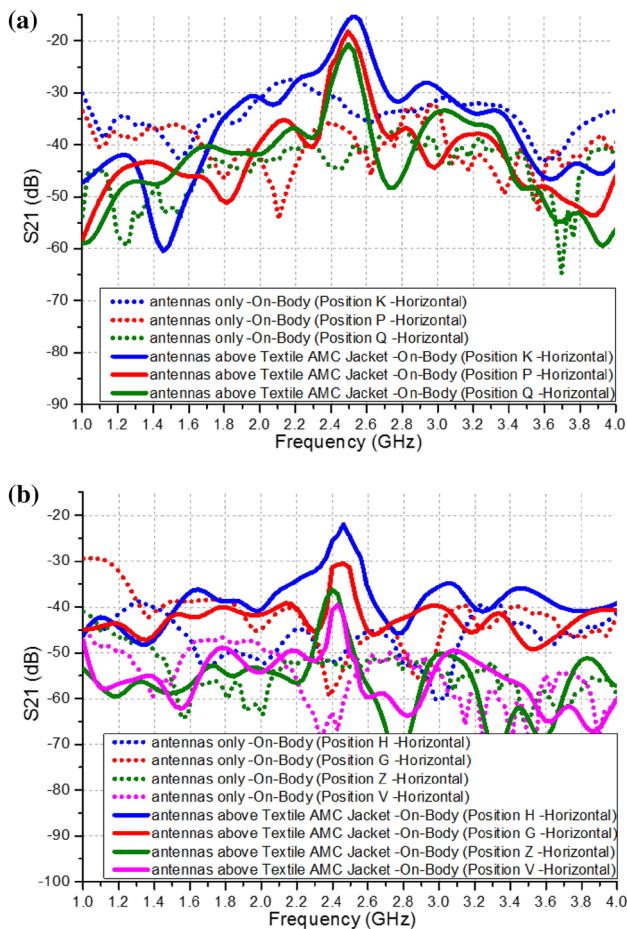 (a)
-20
-30
-40
-50
-60
-70
-80
-90
S21 (dB)
antennas only -On-Body (Position K -Horizontal)
antennas only -On-Body (Position P -Horizontal)
antennas only -On-Body (Position Q -Horizontal)
antennas above Textile AMC Jacket -On-Body (Position K -Horizontal)
antennas above Textile AMC Jacket -On-Body (Position P -Horizontal)
antennas above Textile AMC Jacket -On-Body (Position Q -Horizontal)
1.0 1.2 1.4 1.6 1.8 2.0 2.2 2.4 2.6 2.8 3.0 3.2 3.4 3.6 3.8 4.0
Frequency (GHz)
(b)
-20
-30
-40
-50
-60
-70
-80
-90
-100
S21 (dB)
antennas only -On-Body (Position H -Horizontal)
antennas only -On-Body (Position G -Horizontal)
antennas only -On-Body (Position Z -Horizontal)
antennas only -On-Body (Position V -Horizontal)
antennas above Textile AMC Jacket -On-Body (Position H -Horizontal)
antennas above Textile AMC Jacket -On-Body (Position G -Horizontal)
antennas above Textile AMC Jacket -On-Body (Position Z -Horizontal)
antennas above Textile AMC Jacket -On-Body (Position V -Horizontal)
1.0 1.2 1.4 1.6 1.8 2.0 2.2 2.4 2.6 2.8 3.0 3.2 3.4 3.6 3.8 4.0
Frequency (GHz)